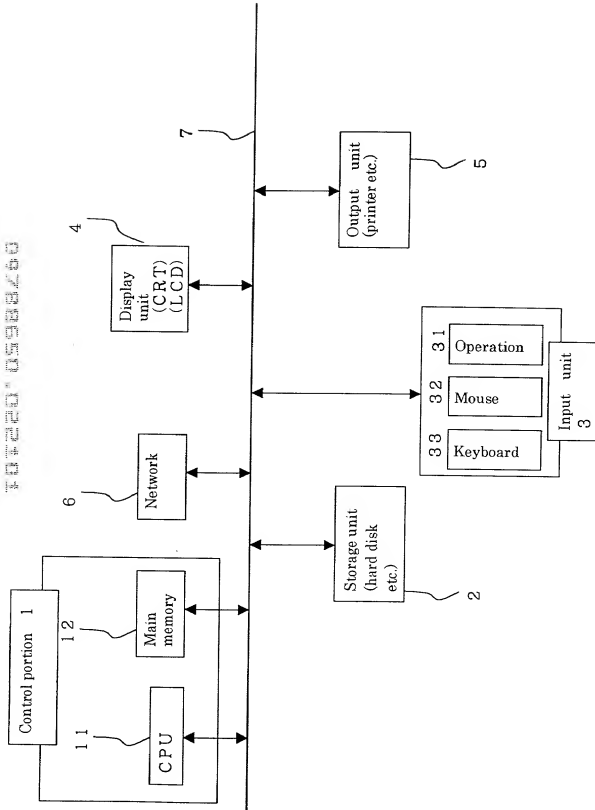 Control portion 1
11
CPU
12
Main
memory
6
Network
4
Display
unit
(CRT)
(LCD)
7
Storage unit
(hard disk
etc.)
2
33
Keyboard
32
Mouse
31
Operation
Input unit
3
Output unit
(printer etc.)
5